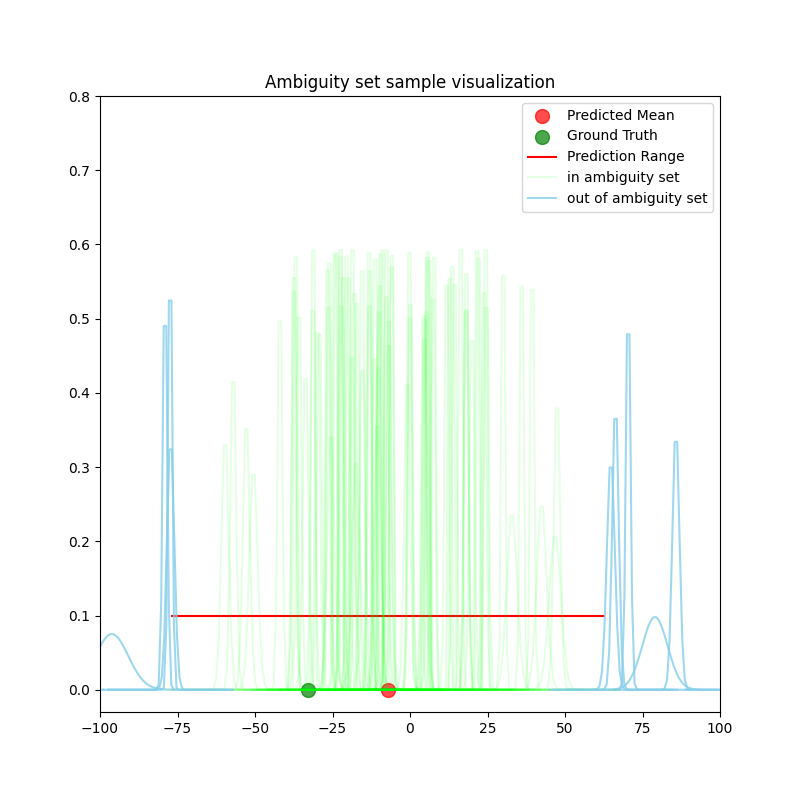 Ambiguity set sample visualization
Predicted Mean
Ground Truth
Prediction Range
in ambiguity set
out of ambiguity set
0.8
0.7
0.6
0.5
0.4
0.3
0.2
0.1
0.0
−100 −75 −50 −25 0 25 50 75 100